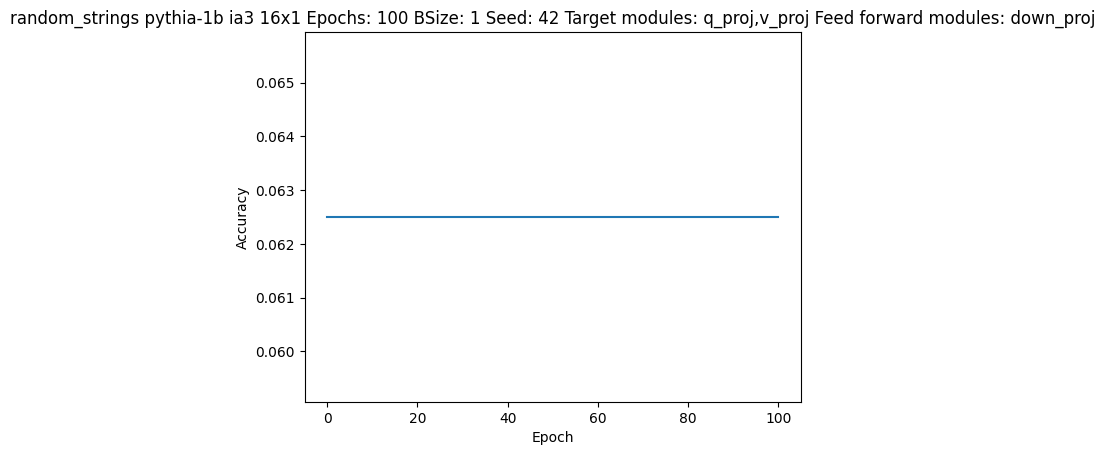 random_strings pythia-1b ia3 16x1 Epochs: 100 BSize: 1 Seed: 42 Target modules: q_proj,v_proj Feed forward modules: down_proj
0.065
0.064
0.063
0.062
0.061
0.060
Accuracy
0 20 40 60 80 100
Epoch